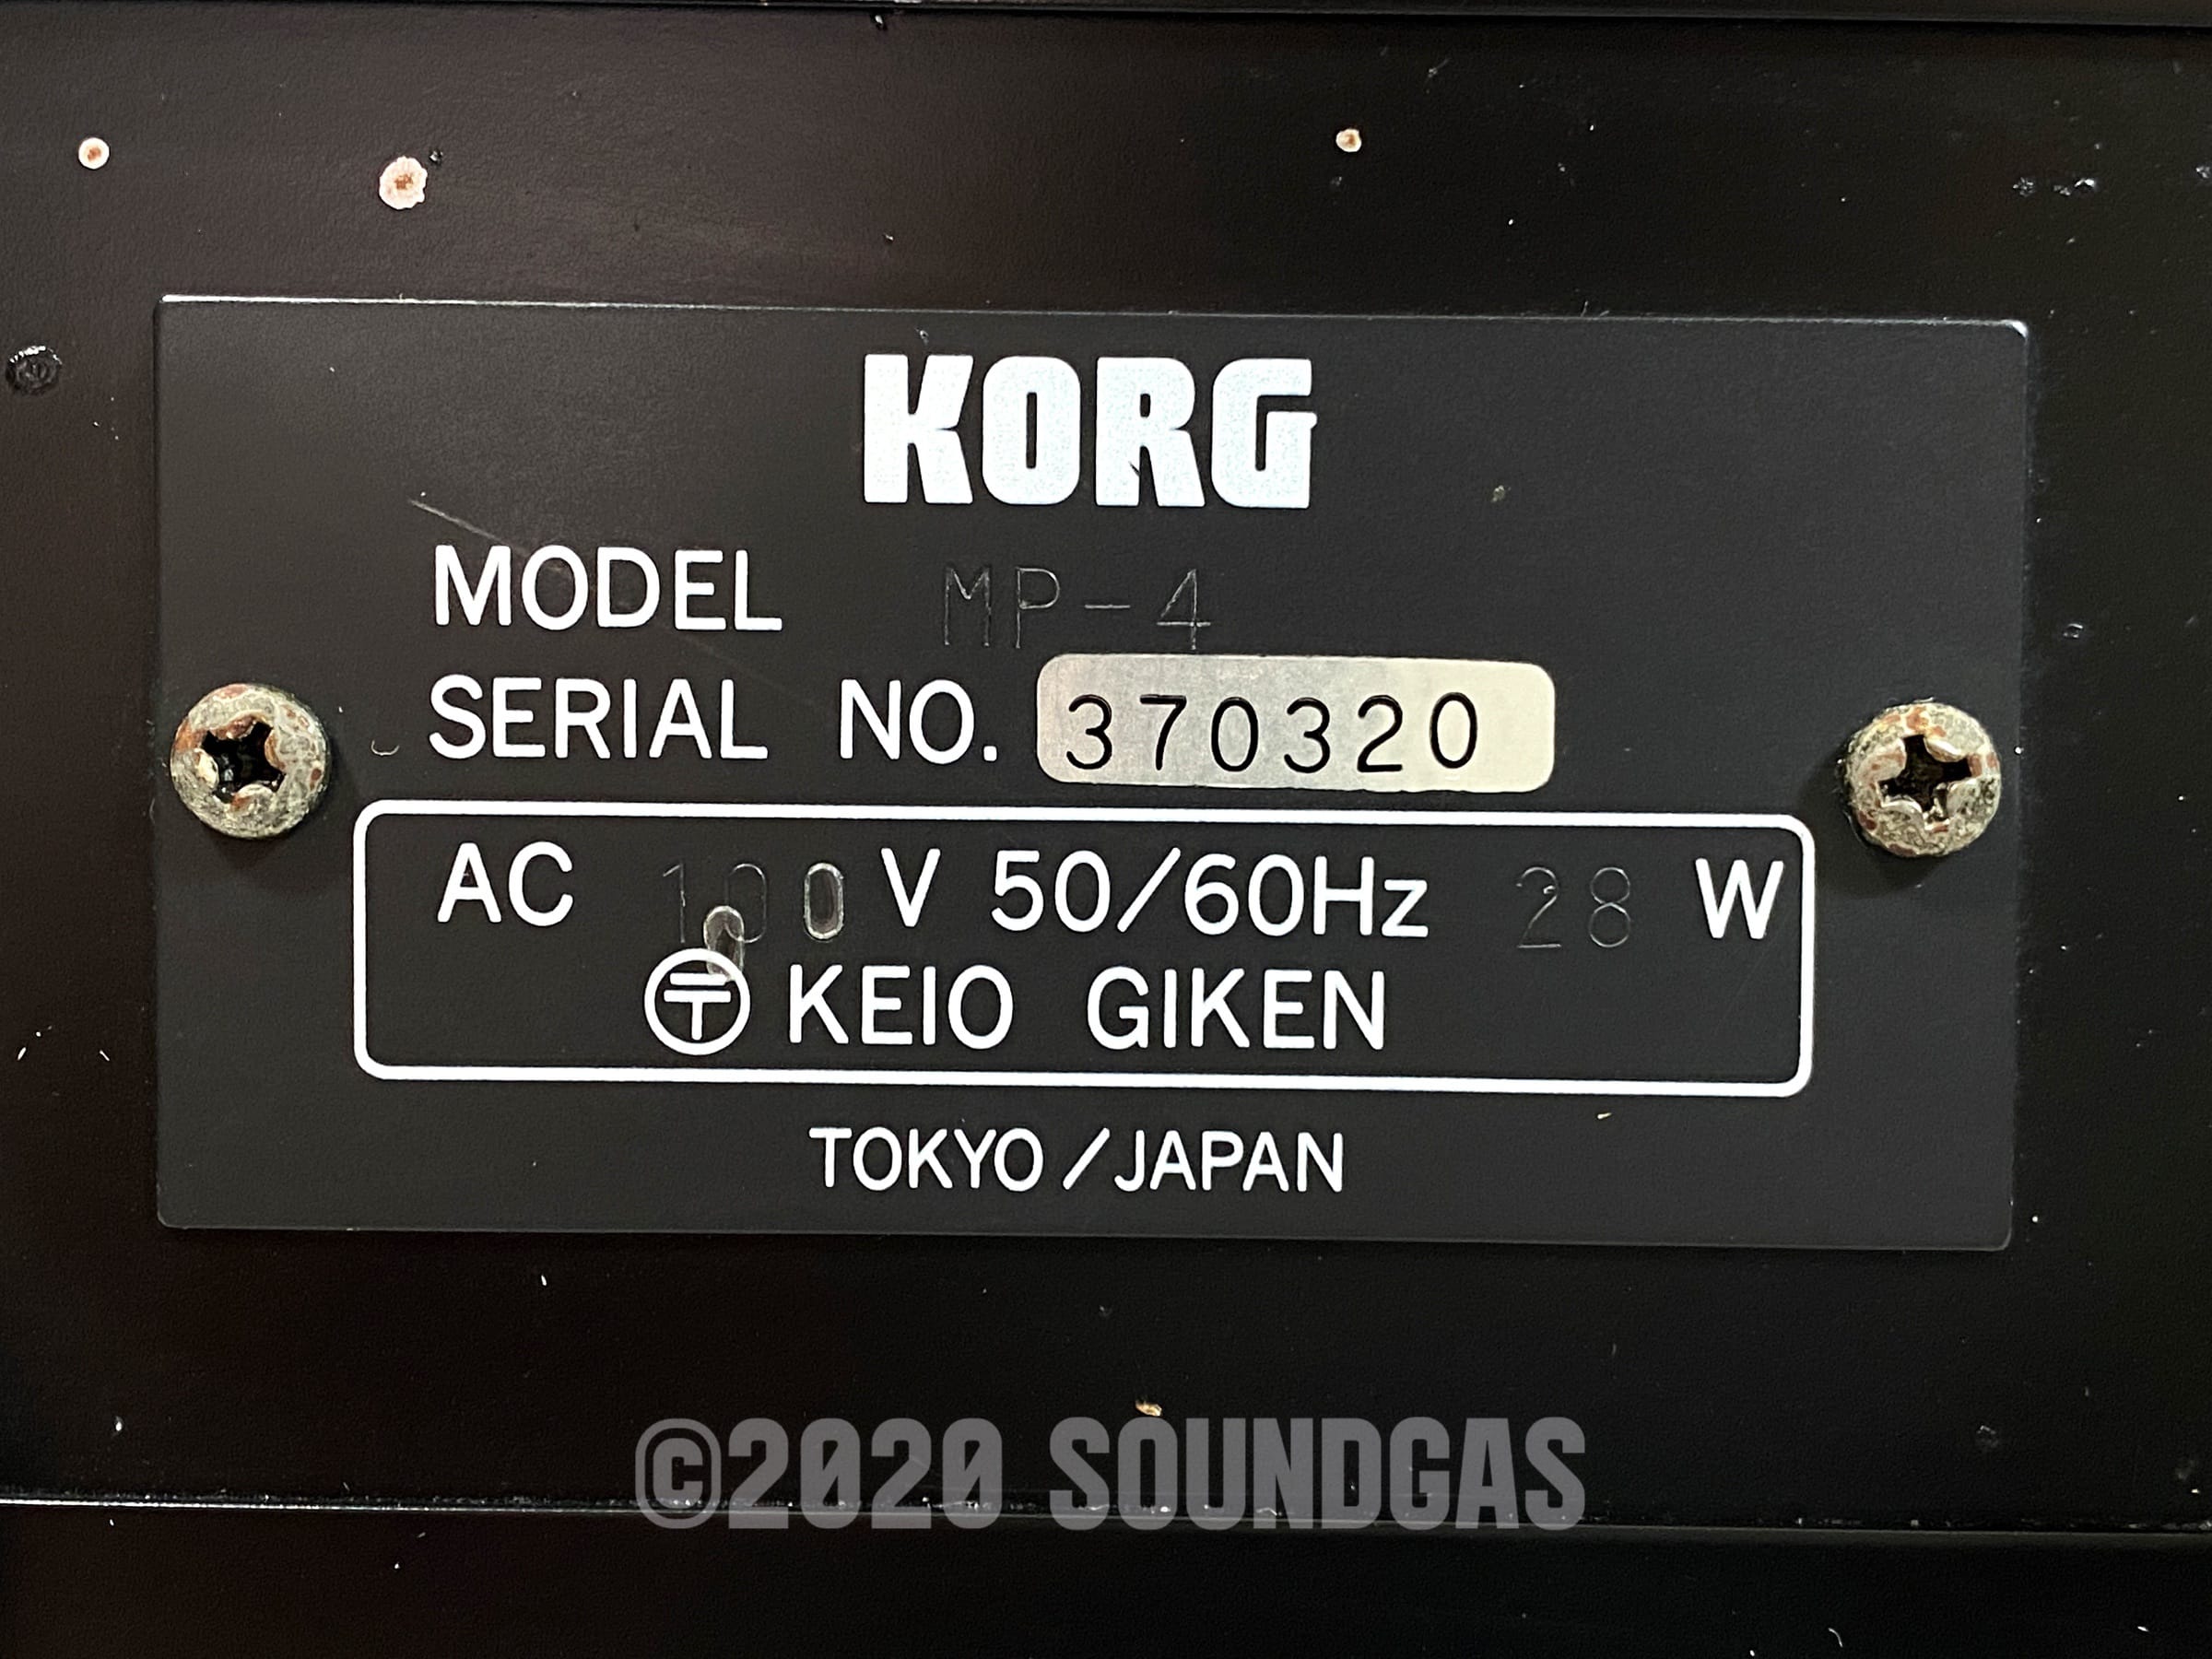 KORG
MODEL MP-4
SERIAL NO. 370320
AC 100 V 50/60Hz 28 W
〶 KEIO GIKEN
TOKYO/JAPAN
©2020 SOUNDGAS